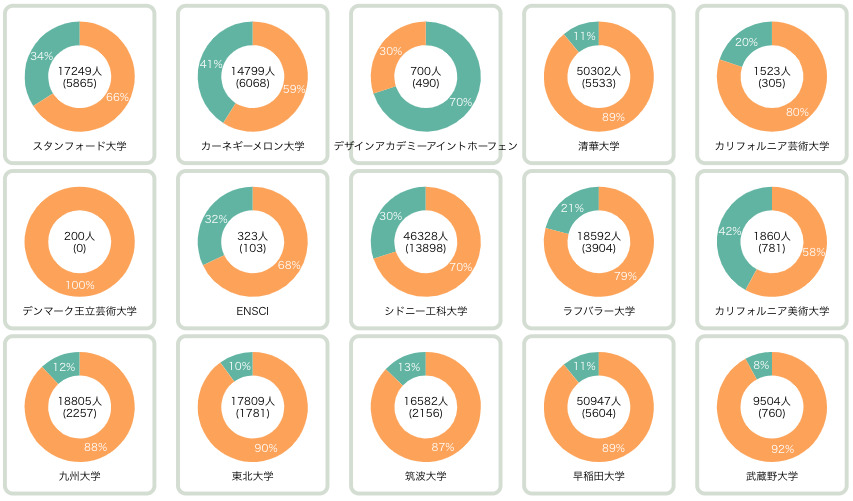 34%
17249人
(5865)
66%
スタンフォード大学
41%
14799人
(6068)
59%
カーネギーメロン大学
30%
700人
(490)
70%
デザインアカデミーアイントホーフェン
11%
50302人
(5533)
89%
清華大学
20%
1523人
(305)
80%
カリフォルニア芸術大学
200人
(0)
100%
デンマーク王立芸術大学
32%
323人
(103)
68%
ENSCI
30%
46328人
(13898)
70%
シドニー工科大学
21%
18592人
(3904)
79%
ラフバラー大学
42%
1860人
(781)
58%
カリフォルニア美術大学
12%
18805人
(2257)
88%
九州大学
10%
17809人
(1781)
90%
東北大学
13%
16582人
(2156)
87%
筑波大学
11%
50947人
(5604)
89%
早稲田大学
8%
9504人
(760)
92%
武蔵野大学